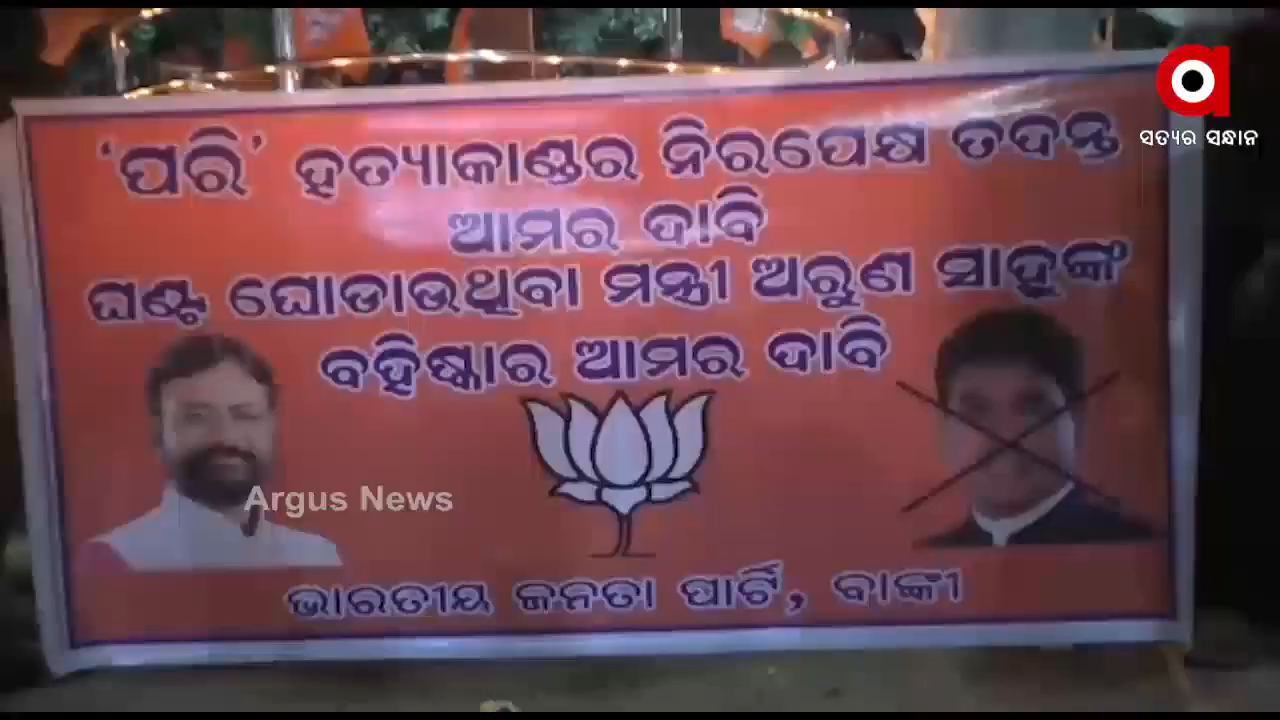 ସତ୍ୟର ସନ୍ଧାନ
‘ପରି’ ହତ୍ୟାକାଣ୍ଡର ନିରପେକ୍ଷ ତଦନ୍ତ
ଆମର ଦାବି
ଘଣ୍ଟ ଘୋଡାଉଥିବା ମନ୍ତ୍ରୀ ଅରୁଣ ସାହୁଙ୍କ
ବହିଷ୍କାର ଆମର ଦାବି
Argus News
ଭାରତୀୟ ଜନତା ପାର୍ଟି, ବାଙ୍କୀ